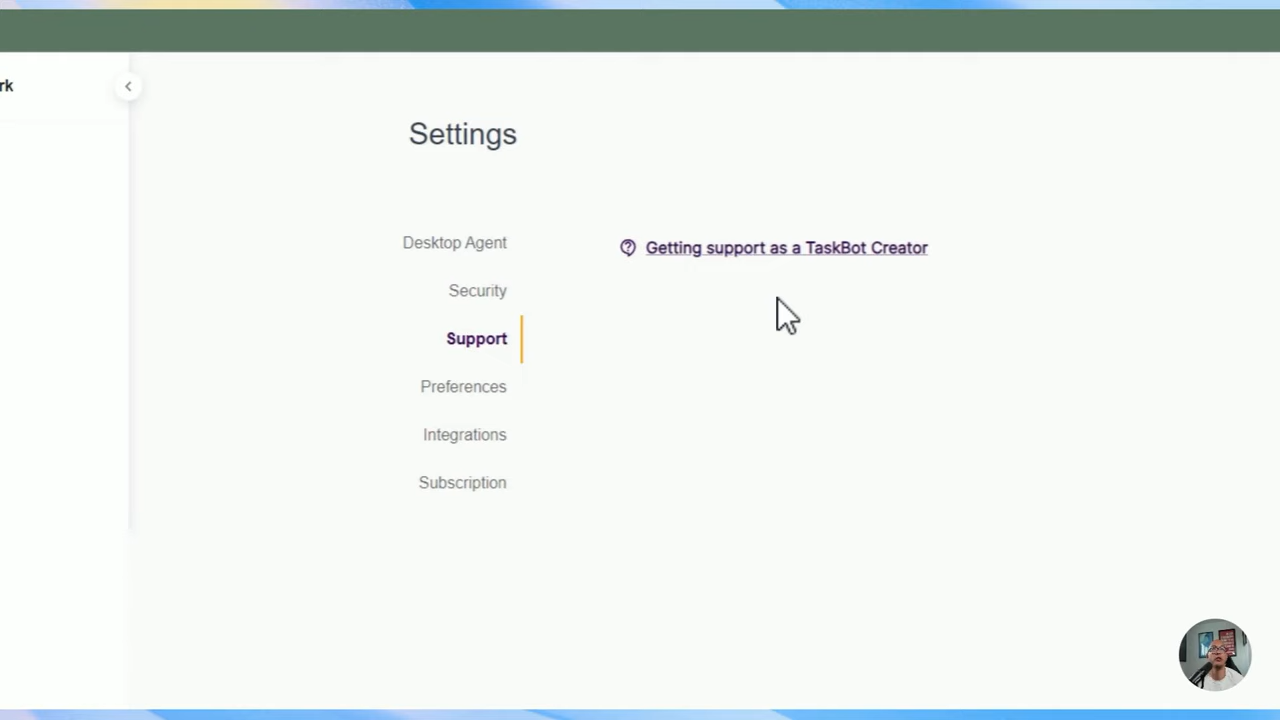 rk
Settings
Desktop Agent
Getting support as a TaskBot Creator
Security
Support
Preferences
Integrations
Subscription